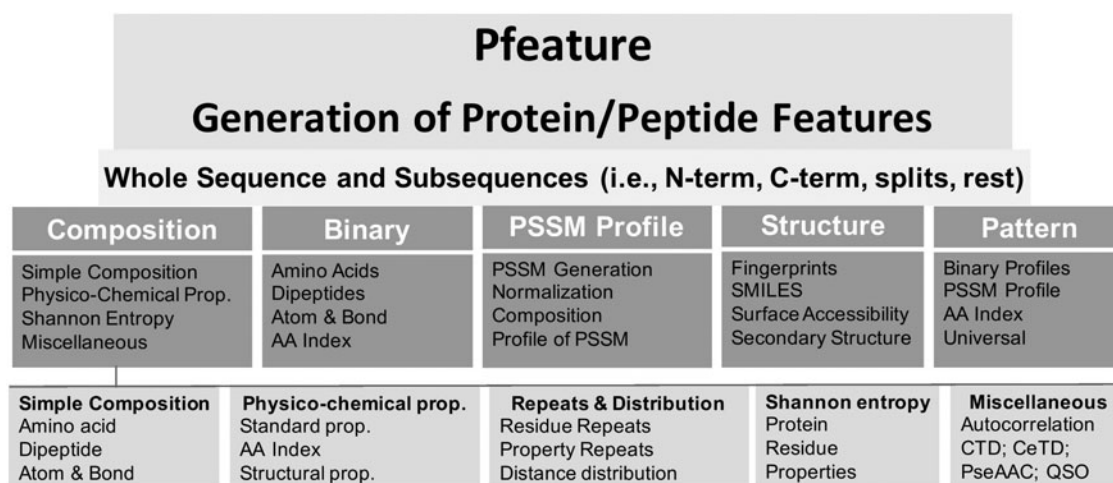 Pfeature
Generation of Protein/Peptide Features
Whole Sequence and Subsequences (i.e., N-term, C-term, splits, rest)
Composition
Simple Composition
Physico-Chemical Prop.
Shannon Entropy
Miscellaneous
Binary
Amino Acids
Dipeptides
Atom & Bond
AA Index
PSSM Profile
PSSM Generation
Normalization
Composition
Profile of PSSM
Structure
Fingerprints
SMILES
Surface Accessibility
Secondary Structure
Pattern
Binary Profiles
PSSM Profile
AA Index
Universal
Simple Composition
Amino acid
Dipeptide
Atom & Bond
Physico-chemical prop.
Standard prop.
AA Index
Structural prop.
Repeats & Distribution
Residue Repeats
Property Repeats
Distance distribution
Shannon entropy
Protein
Residue
Properties
Miscellaneous
Autocorrelation
CTD; CeTD;
PseAAC; QSO